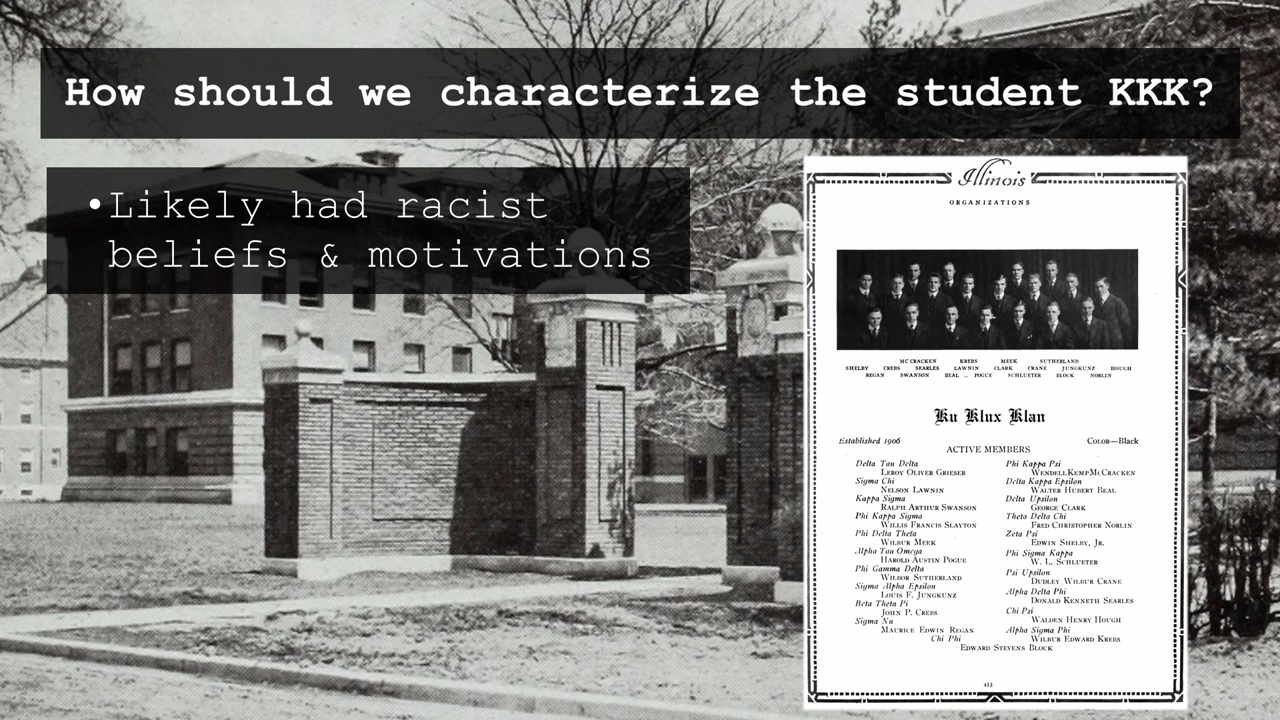 How should we characterize the student KKK?
•Likely had racist
beliefs & motivations
Illinois
ORGANIZATIONS
MC CRACKEN KREBS MEEK SUTHERLAND
SHELBY CREBS SEARLES LAWNIN CLARK CRANE JUNGKUNZ HOUGH
REGAN SWANSON BEAL .. POGUE SCHLUETER BLOCK NORLIN
Ku Klux Klan
Established 1906 COLOR—BLACK
ACTIVE MEMBERS
Delta Tau Delta
LEROY OLIVER GRIESER
Sigma Chi
NELSON LAWNIN
Kappa Sigma
RALPH ARTHUR SWANSON
Phi Kappa Sigma
WILLIS FRANCIS SLAYTON
Phi Delta Theta
WILBUR MEEK
Alpha Tau Omega
HAROLD AUSTIN POGUE
Phi Gamma Delta
WILBOR SUTHERLAND
Sigma Alpha Epsilon
LOUIS F. JUNGKUNZ
Beta Theta Pi
JOHN P. CREBS
Sigma Nu
MAURICE EDWIN REGAN
Phi Kappa Psi
WENDELL KEMP MCCRACKEN
Delta Kappa Epsilon
WALTER HUBERT BEAL
Delta Upsilon
GEORGE CLARK
Theta Delta Chi
FRED CHRISTOPHER NORLIN
Zeta Psi
EDWIN SHELBY, JR.
Phi Sigma Kappa
W. L. SCHLUETER
Psi Upsilon
DUDLEY WILBUR CRANE
Alpha Delta Phi
DONALD KENNETH SEARLES
Chi Psi
WALDEN HENRY HOUGH
Alpha Sigma Phi
WILBUR EDWARD KREBS
Chi Phi
EDWARD STEVENS BLOCK
453